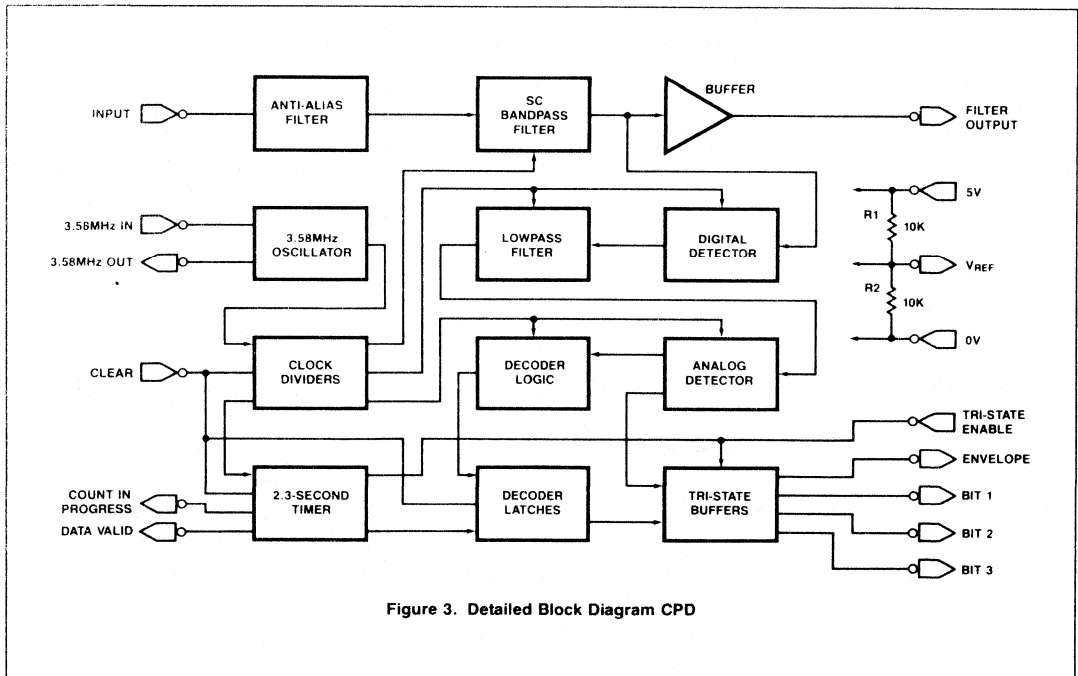 INPUT
ANTI-ALIAS
FILTER
SC
BANDPASS
FILTER
BUFFER
FILTER
OUTPUT
3.58MHz IN
3.58MHz OUT
3.58MHz
OSCILLATOR
LOWPASS
FILTER
DIGITAL
DETECTOR
5V
R1
10K
VREF
R2
10K
0V
CLEAR
CLOCK
DIVIDERS
DECODER
LOGIC
ANALOG
DETECTOR
TRI-STATE
ENABLE
COUNT IN
PROGRESS
DATA VALID
2.3-SECOND
TIMER
DECODER
LATCHES
TRI-STATE
BUFFERS
ENVELOPE
BIT 1
BIT 2
BIT 3
Figure 3. Detailed Block Diagram CPD